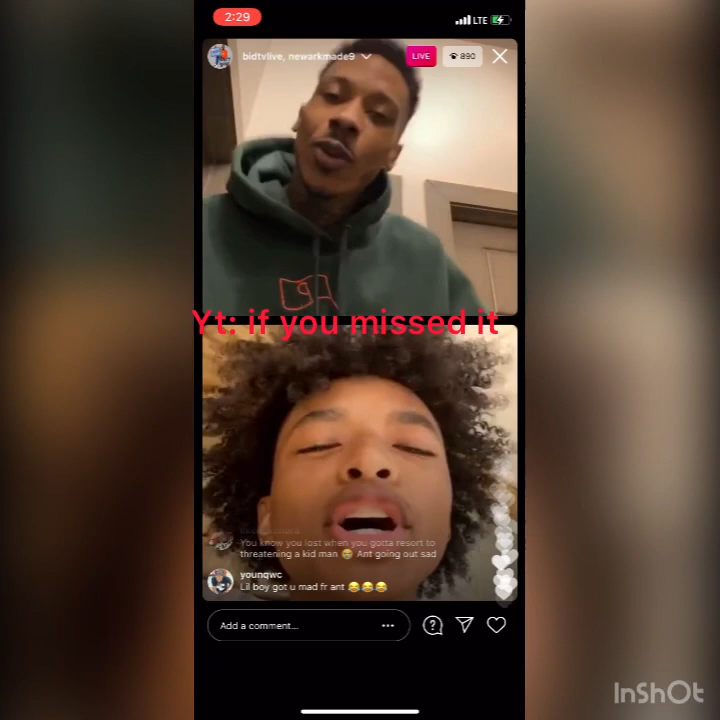 2:29
LTE
bidtvlive, newarkmade9
LIVE
890
Yt: if you missed it
You know you lost when you gotta resort to
threatening a kid man 😭 Ant going out sad
younqwc
Lil boy got u mad fr ant 😂😂😂
Add a comment...
InShOt